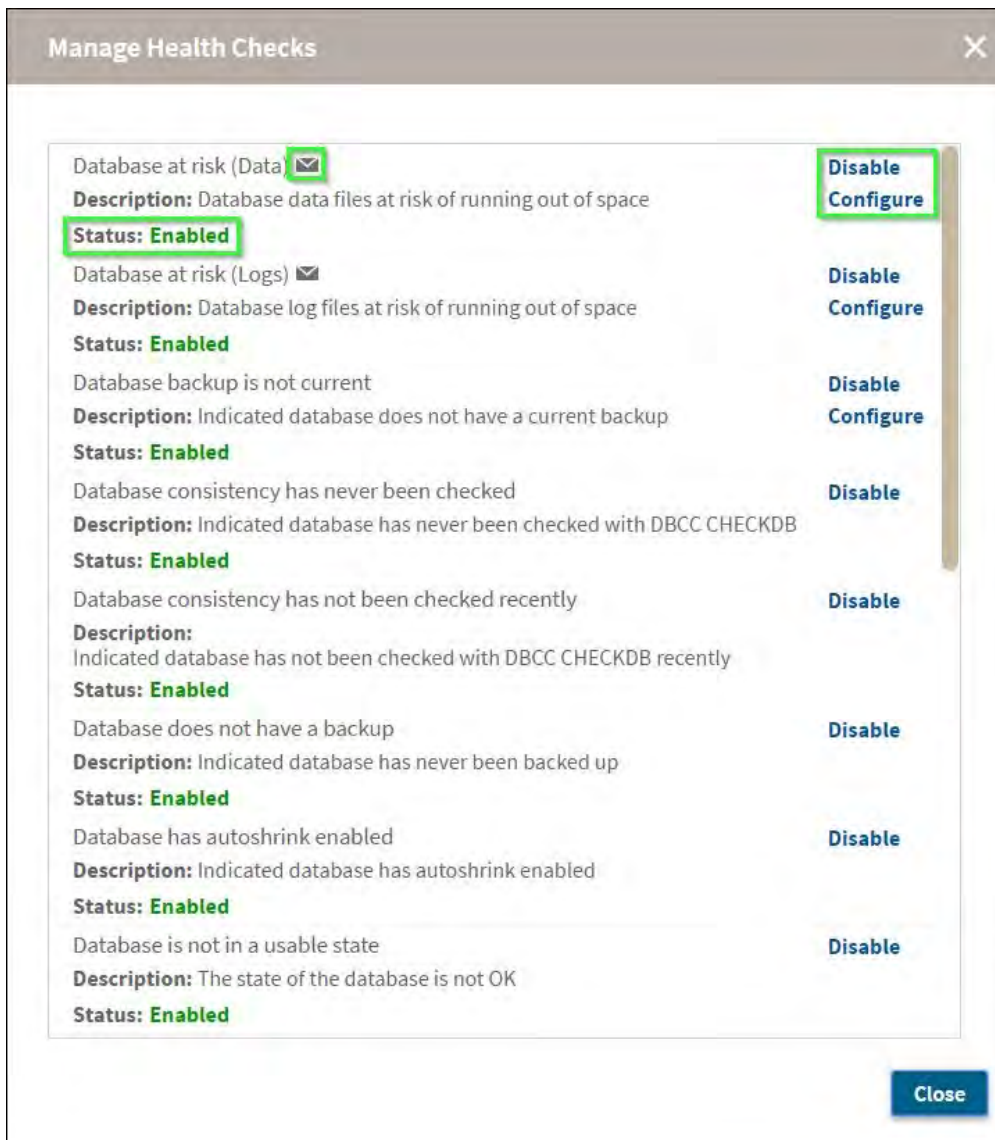 Manage Health Checks
Database at risk (Data)
Disable
Description: Database data files at risk of running out of space
Configure
Status: Enabled
Database at risk (Logs)
Disable
Description: Database log files at risk of running out of space
Configure
Status: Enabled
Database backup is not current
Disable
Description: Indicated database does not have a current backup
Configure
Status: Enabled
Database consistency has never been checked
Disable
Description: Indicated database has never been checked with DBCC CHECKDB
Status: Enabled
Database consistency has not been checked recently
Disable
Description:
Indicated database has not been checked with DBCC CHECKDB recently
Status: Enabled
Database does not have a backup
Disable
Description: Indicated database has never been backed up
Status: Enabled
Database has autoshrink enabled
Disable
Description: Indicated database has autoshrink enabled
Status: Enabled
Database is not in a usable state
Disable
Description: The state of the database is not OK
Status: Enabled
Close